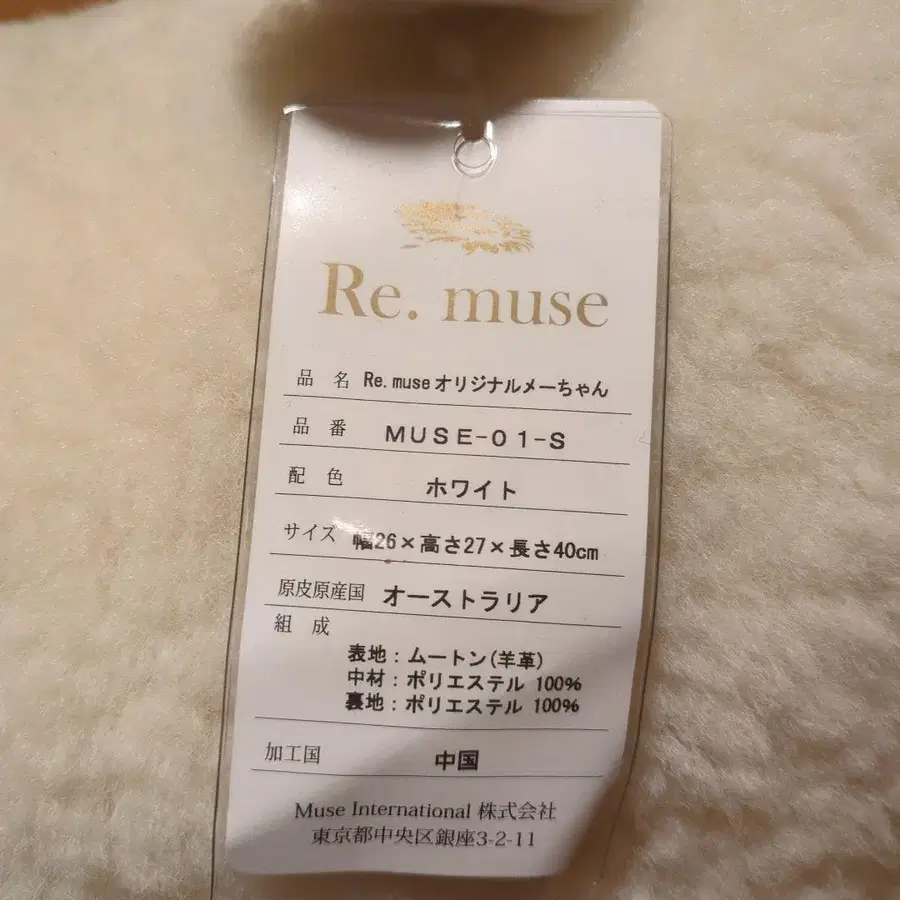 Re. muse
品名 Re.museオリジナルメーちゃん
品番 MUSE-01-S
配色 ホワイト
サイズ 幅26×高さ27×長さ40cm
原皮原産国 オーストラリア
組成
表地：ムートン(羊革)
中材：ポリエステル 100%
裏地：ポリエステル 100%
加工国 中国
Muse International 株式会社
東京都中央区銀座3-2-11